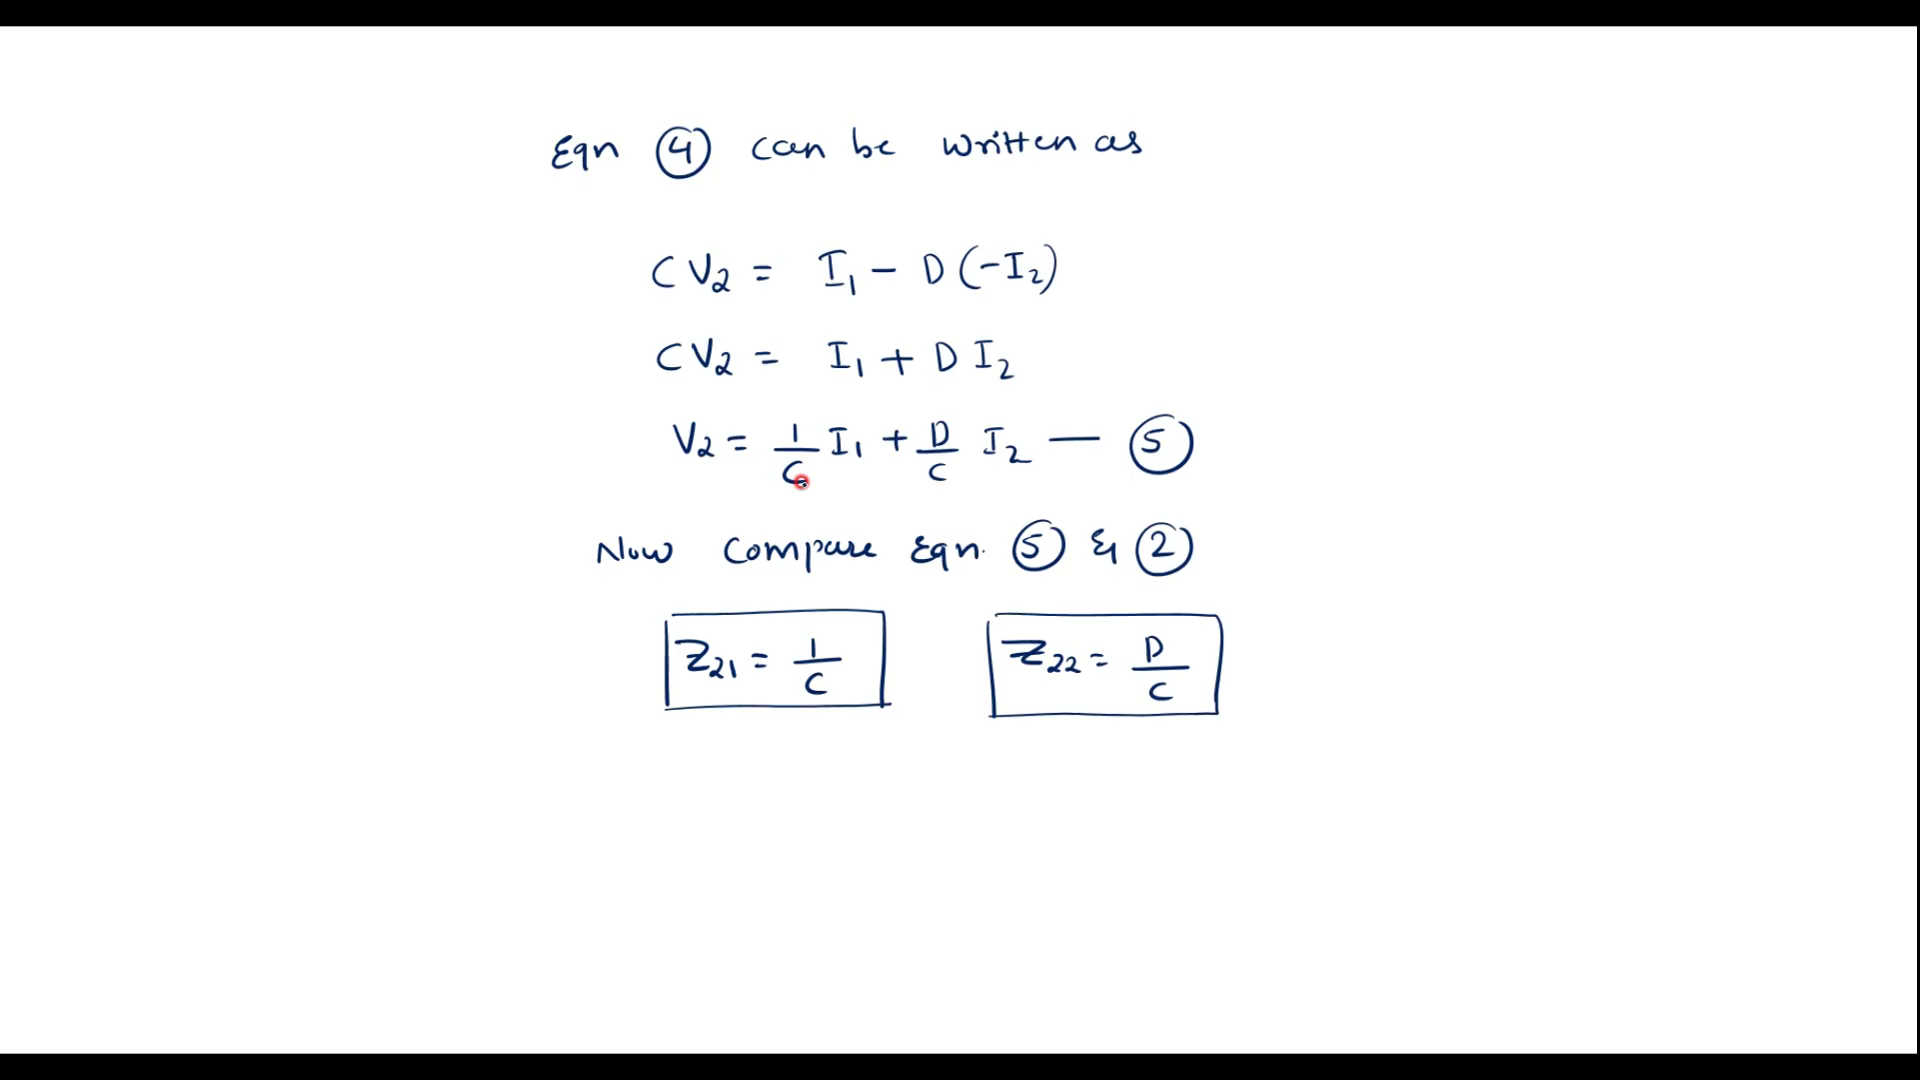 Eqn ④ can be written as
CV₂ = I₁ - D(-I₂)
CV₂ = I₁ + D I₂
V₂ = 1/C I₁ + D/C I₂ — ⑤
Now compare Eqn. ⑤ & ②
Z₂₁ = 1/C
Z₂₂ = D/C